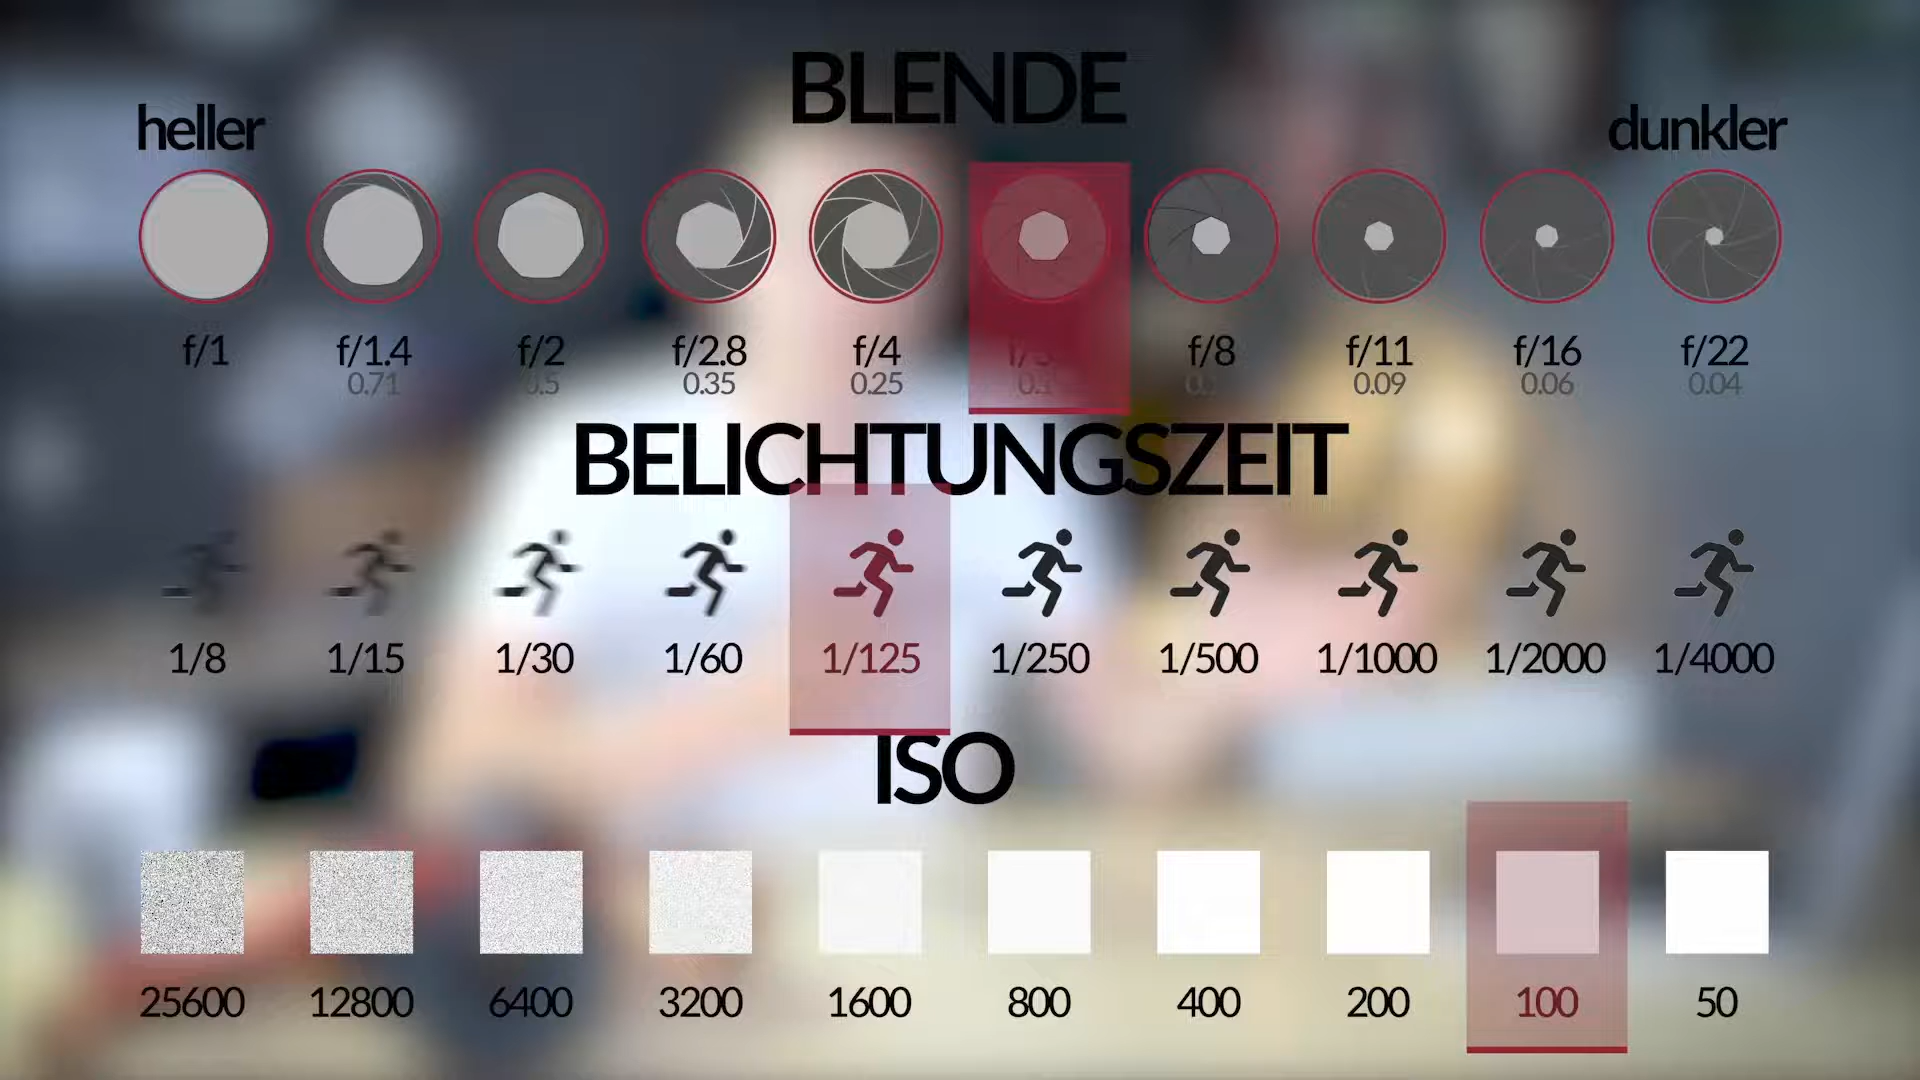 BLENDE
heller dunkler
f/1 f/1.4 f/2 f/2.8 f/4 f/8 f/11 f/16 f/22
0.71 0.35 0.25 0.09 0.06 0.04
BELICHTUNGSZEIT
1/8 1/15 1/30 1/60 1/125 1/250 1/500 1/1000 1/2000 1/4000
ISO
25600 12800 6400 3200 1600 800 400 200 100 50